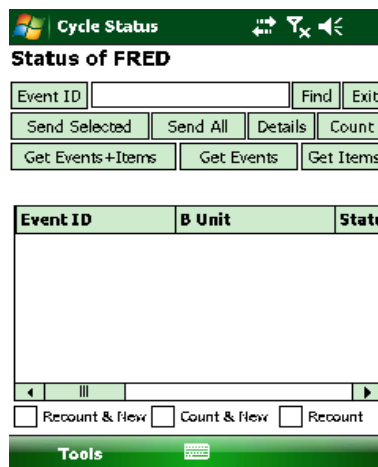 Cycle Status
Status of FRED
Event ID Find Exit
Send Selected Send All Details Count
Get Events+Items Get Events Get Items
Event ID B Unit Statu
Recount & New Count & New Recount
Tools